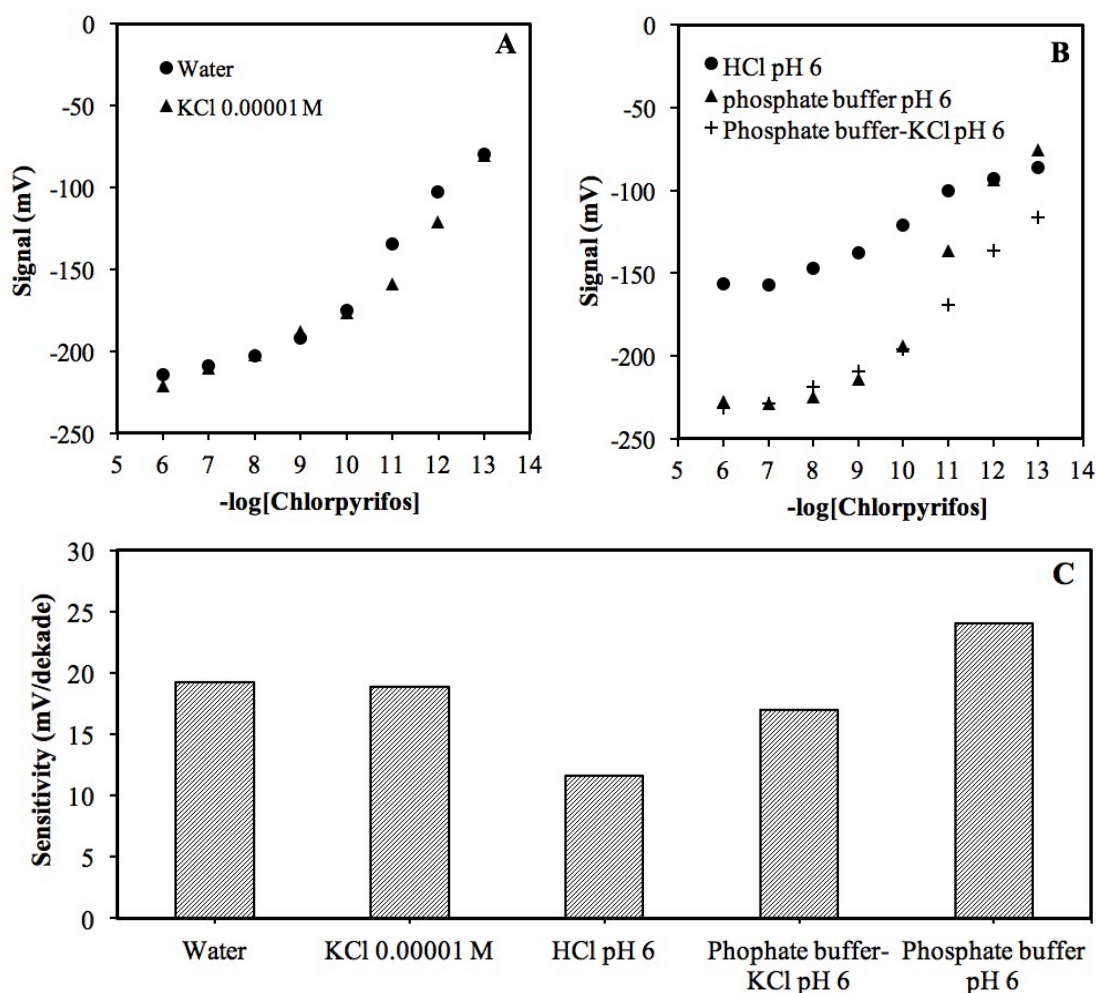 A
Water
KCl 0.00001 M
Signal (mV)
0
-50
-100
-150
-200
-250
5 6 7 8 9 10 11 12 13 14
-log[Chlorpyrifos]
B
HCl pH 6
phosphate buffer pH 6
Phosphate buffer-KCl pH 6
Signal (mV)
0
-50
-100
-150
-200
-250
5 6 7 8 9 10 11 12 13 14
-log[Chlorpyrifos]
C
Sensitivity (mV/dekade)
30
25
20
15
10
5
0
Water
KCl 0.00001 M
HCl pH 6
Phophate buffer-
KCl pH 6
Phosphate buffer
pH 6